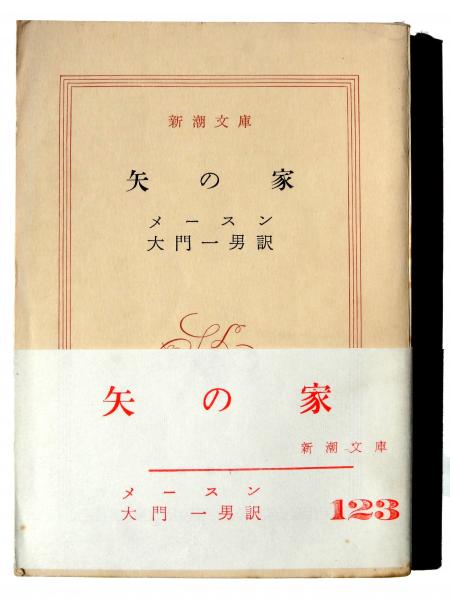 新潮文庫
矢の家
メースン
大門一男訳
矢の家
新潮文庫
メースン
大門一男訳
123